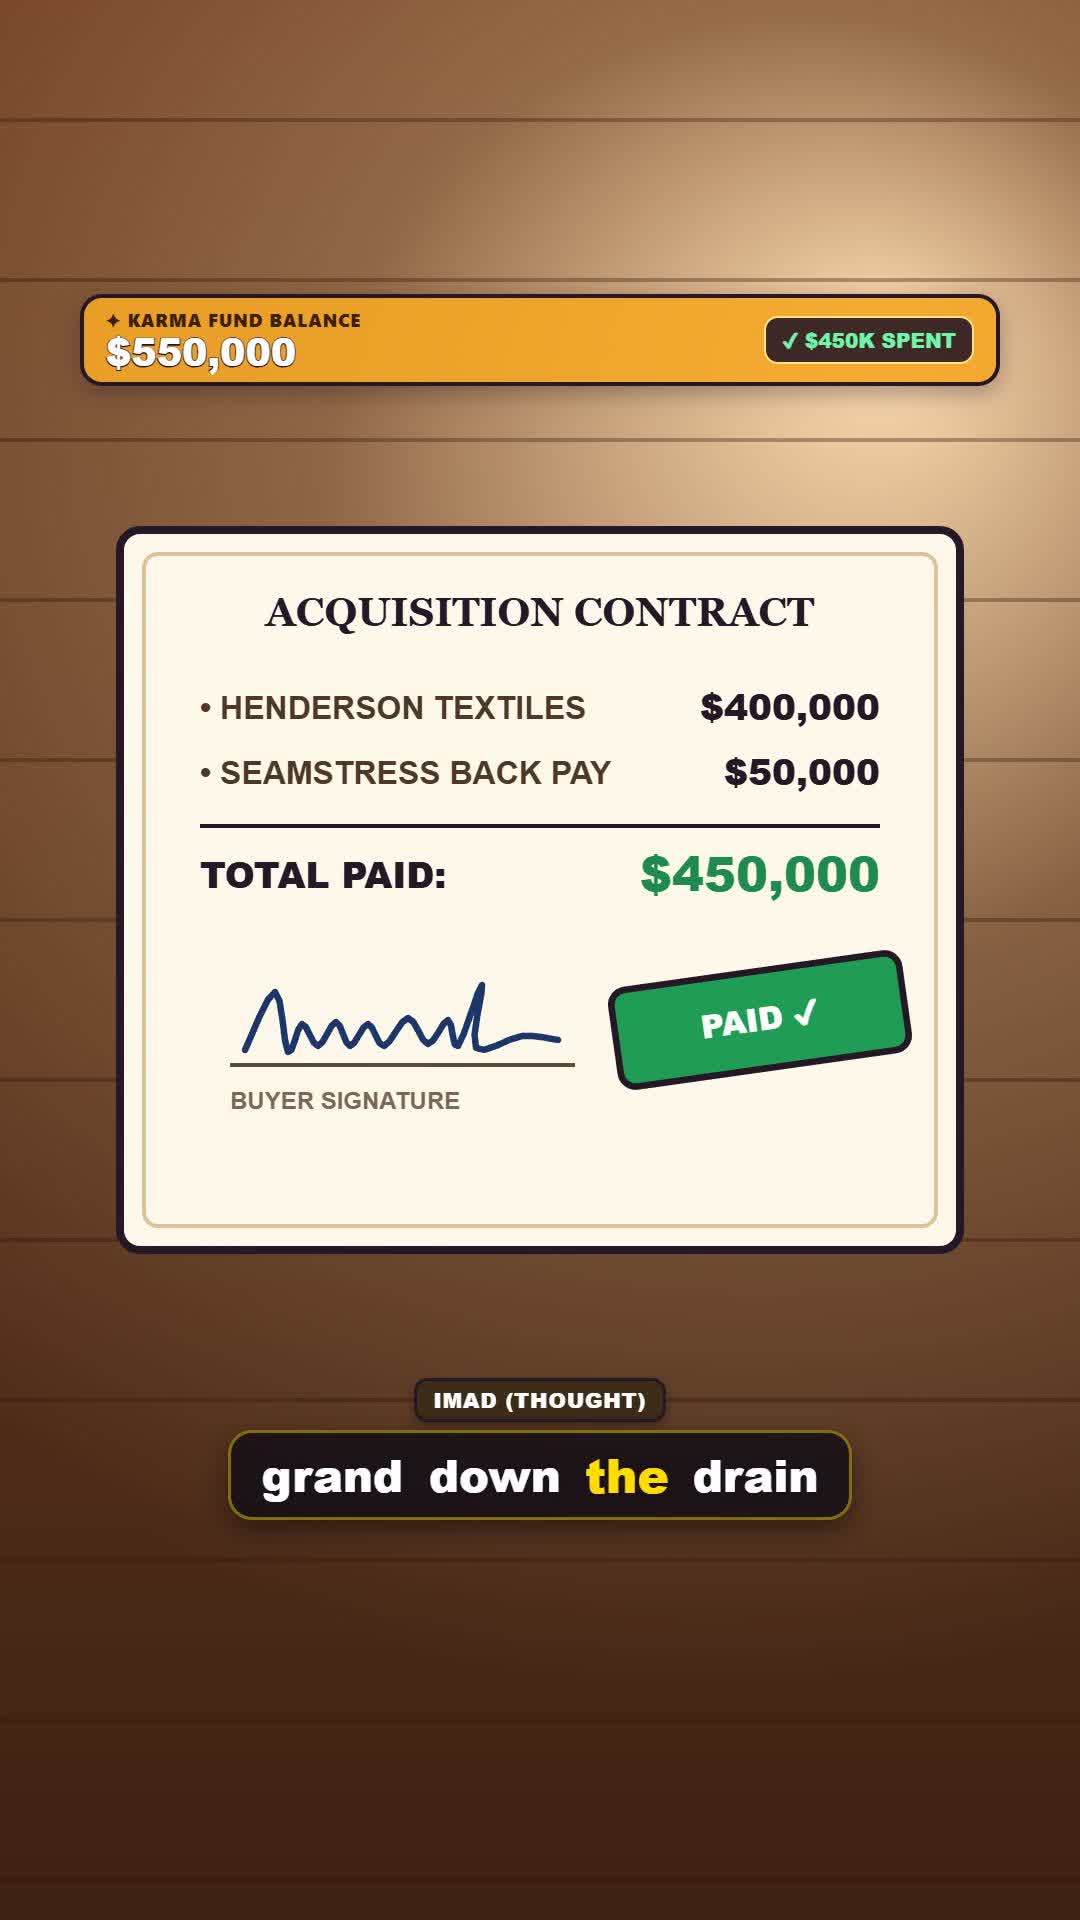 ✦ KARMA FUND BALANCE
$550,000
✓ $450K SPENT
ACQUISITION CONTRACT
• HENDERSON TEXTILES $400,000
• SEAMSTRESS BACK PAY $50,000
TOTAL PAID: $450,000
PAID ✓
BUYER SIGNATURE
IMAD (THOUGHT)
grand down the drain